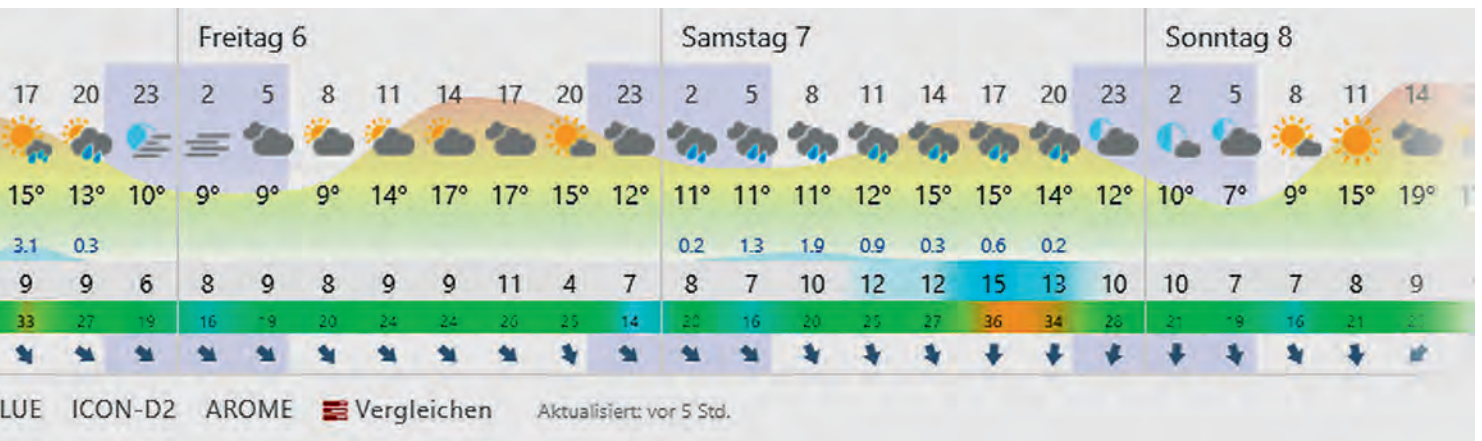 Freitag 6 Samstag 7 Sonntag 8
17 20 23 2 5 8 11 14 17 20 23 2 5 8 11 14 17 20 23 2 5 8 11 14
15° 13° 10° 9° 9° 9° 14° 17° 17° 15° 12° 11° 11° 11° 12° 15° 15° 14° 12° 10° 7° 9° 15° 19°
3.1 0.3 0.2 1.3 1.9 0.9 0.3 0.6 0.2
9 9 6 8 9 8 9 9 11 4 7 8 7 10 12 12 15 13 10 10 7 7 8 9
33 27 19 16 19 20 24 24 26 25 14 20 16 20 25 27 36 34 26 21 19 16 21
LUE ICON-D2 AROME Vergleichen Aktualisiert: vor 5 Std.